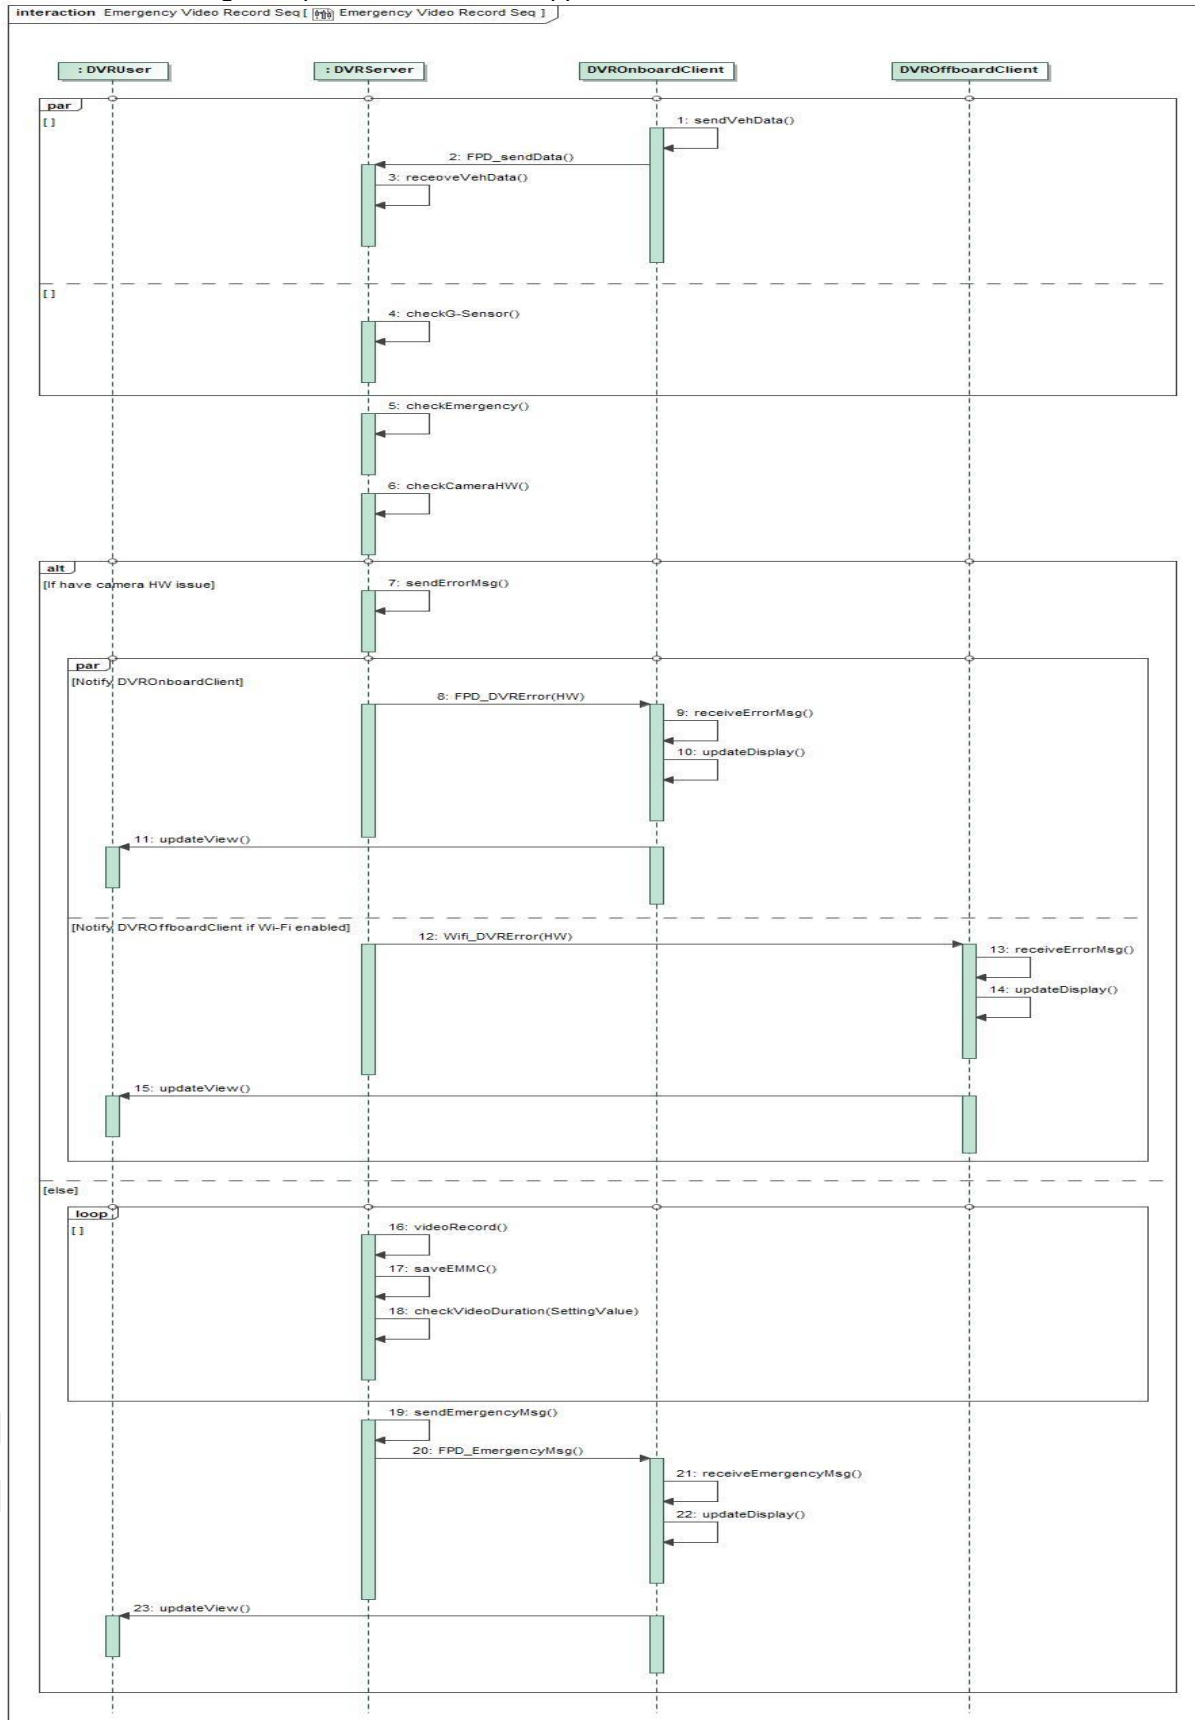 interaction Emergency Video Record Seq [ Emergency Video Record Seq ]
: DVRUser
: DVRServer
DVROnboardClient
DVROffboardClient
par
[ ]
1: sendVehData()
2: FPD_sendData()
3: receoveVehData()
[ ]
4: checkG-Sensor()
5: checkEmergency()
6: checkCameraHW()
alt
[If have camera HW issue]
7: sendErrorMsg()
par
[Notify DVROnboardClient]
8: FPD_DVRError(HW)
9: receiveErrorMsg()
10: updateDisplay()
11: updateView()
[Notify DVROffboardClient if Wi-Fi enabled]
12: Wifi_DVRError(HW)
13: receiveErrorMsg()
14: updateDisplay()
15: updateView()
[else]
loop
[ ]
16: videoRecord()
17: saveEMMC()
18: checkVideoDuration(SettingValue)
19: sendEmergencyMsg()
20: FPD_EmergencyMsg()
21: receiveEmergencyMsg()
22: updateDisplay()
23: updateView()